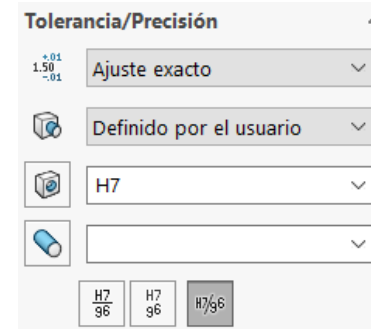 Tolerancia/Precisión
+.01
1.50
-.01
Ajuste exacto
Definido por el usuario
H7
H7
g6
H7
g6
H7/g6